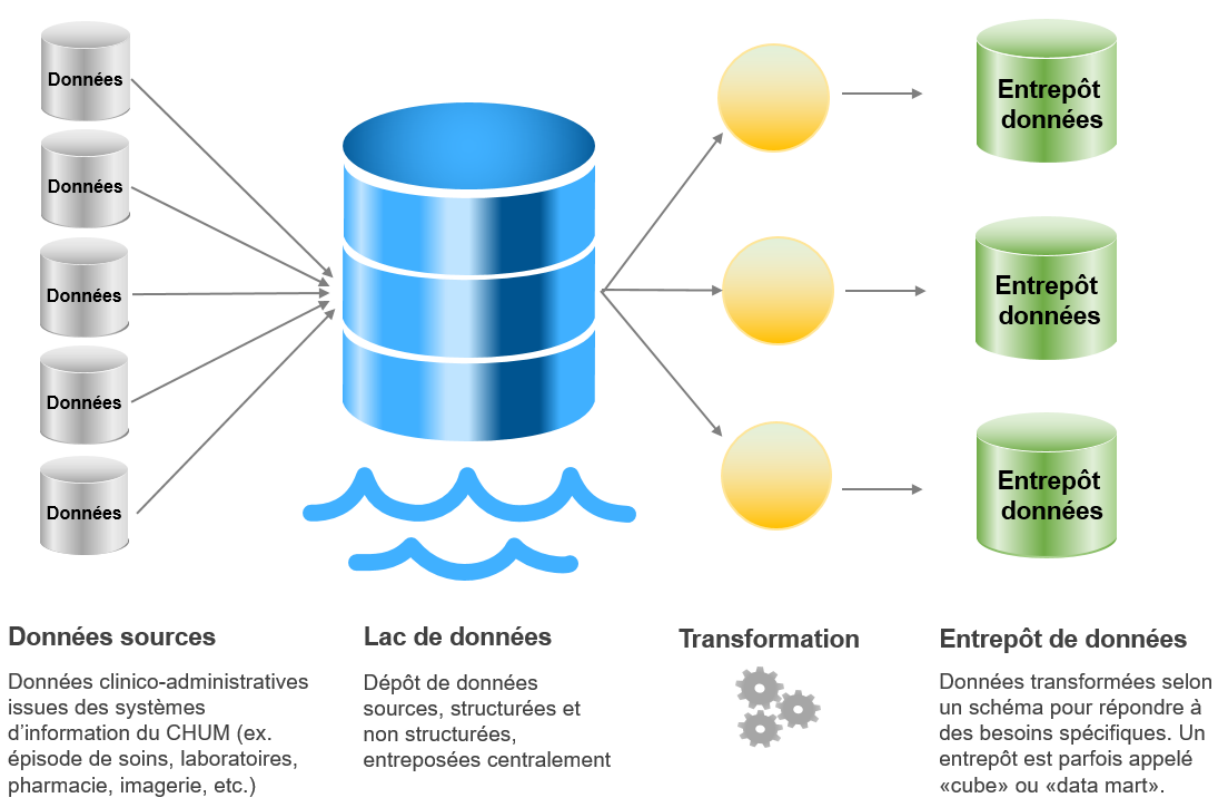 Données
Données
Données
Données
Données
Entrepôt
données
Entrepôt
données
Entrepôt
données
Données sources
Données clinico-administratives
issues des systèmes
d’information du CHUM (ex.
épisode de soins, laboratoires,
pharmacie, imagerie, etc.)
Lac de données
Dépôt de données
sources, structurées et
non structurées,
entreposées centralement
Transformation
Entrepôt de données
Données transformées selon
un schéma pour répondre à
des besoins spécifiques. Un
entrepôt est parfois appelé
«cube» ou «data mart».